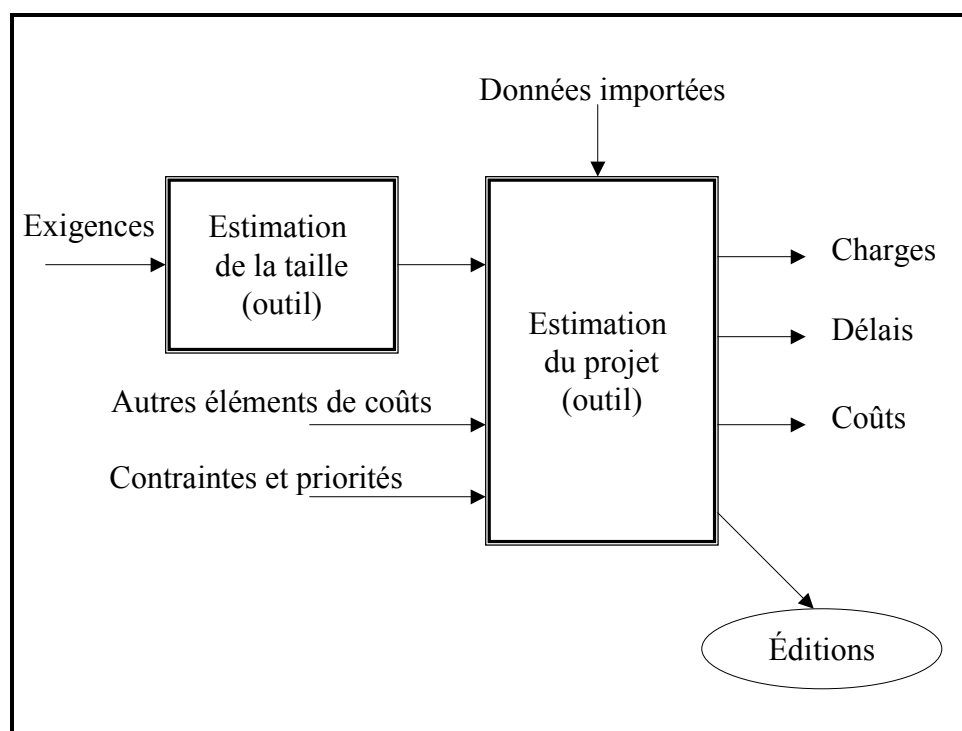 Données importées
Exigences
Estimation
de la taille
(outil)
Autres éléments de coûts
Contraintes et priorités
Estimation
du projet
(outil)
Charges
Délais
Coûts
Éditions